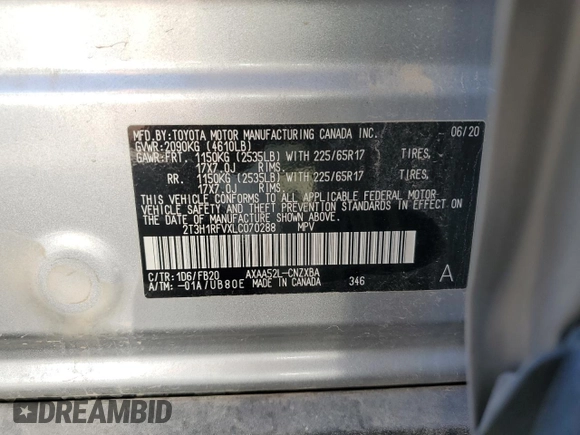 MFD.BY:TOYOTA MOTOR MANUFACTURING CANADA INC. 06/20
GVWR:2090KG (4610LB)
GAWR:FRT. 1150KG (2535LB) WITH 225/65R17 TIRES,
17X7.0J RIMS,
RR. 1150KG (2535LB) WITH 225/65R17 TIRES,
17X7.0J RIMS,
THIS VEHICLE CONFORMS TO ALL APPLICABLE FEDERAL MOTOR
VEHICLE SAFETY AND THEFT PREVENTION STANDARDS IN EFFECT
ON THE DATE OF MANUFACTURE SHOWN ABOVE.
2T3H1RFVXLC070288 MPV
C/TR:1D6/FB20 AXAA52L-CNZXBA A
A/TM:-01A/UB80E MADE IN CANADA 346
DREAMBID